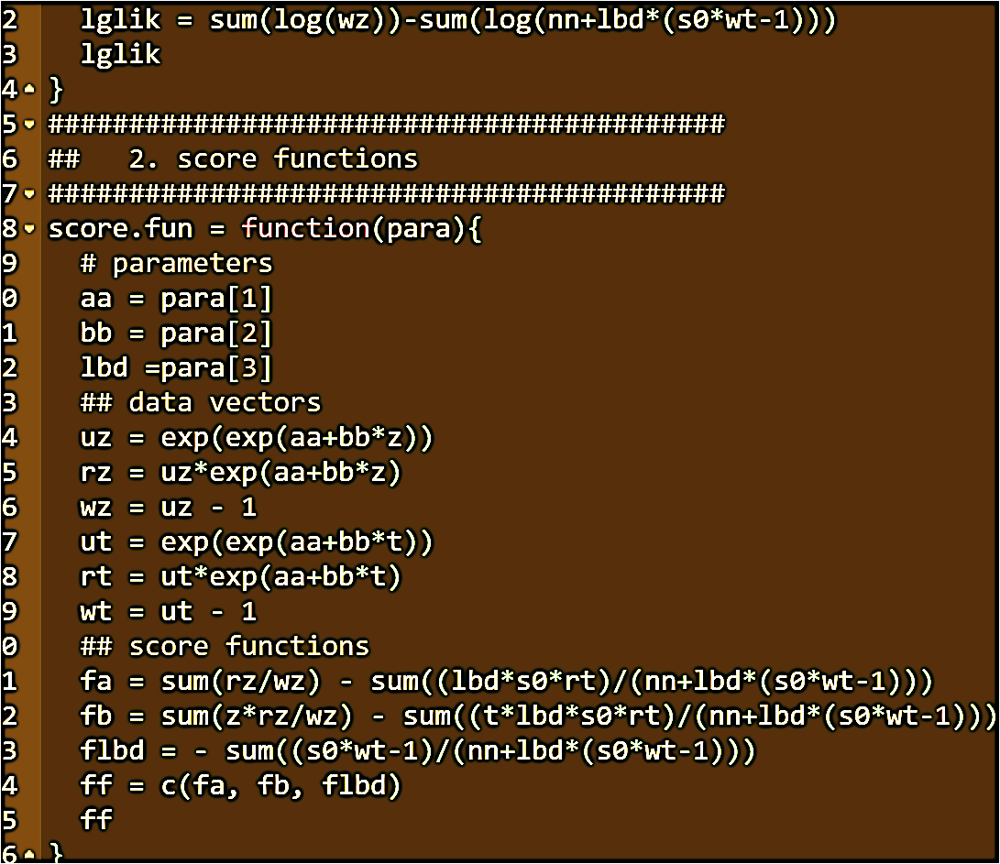 2 lglik = sum(log(wz))-sum(log(nn+lbd*(s0*wt-1)))
3 lglik
4 }
5 ##########################################
6 ##   2. score functions
7 ##########################################
8 score.fun = function(para){
9 # parameters
0 aa = para[1]
1 bb = para[2]
2 lbd =para[3]
3 ## data vectors
4 uz = exp(exp(aa+bb*z))
5 rz = uz*exp(aa+bb*z)
6 wz = uz - 1
7 ut = exp(exp(aa+bb*t))
8 rt = ut*exp(aa+bb*t)
9 wt = ut - 1
0 ## score functions
1 fa = sum(rz/wz) - sum((lbd*s0*rt)/(nn+lbd*(s0*wt-1)))
2 fb = sum(z*rz/wz) - sum((t*lbd*s0*rt)/(nn+lbd*(s0*wt-1)))
3 flbd = - sum((s0*wt-1)/(nn+lbd*(s0*wt-1)))
4 ff = c(fa, fb, flbd)
5 ff
6 }